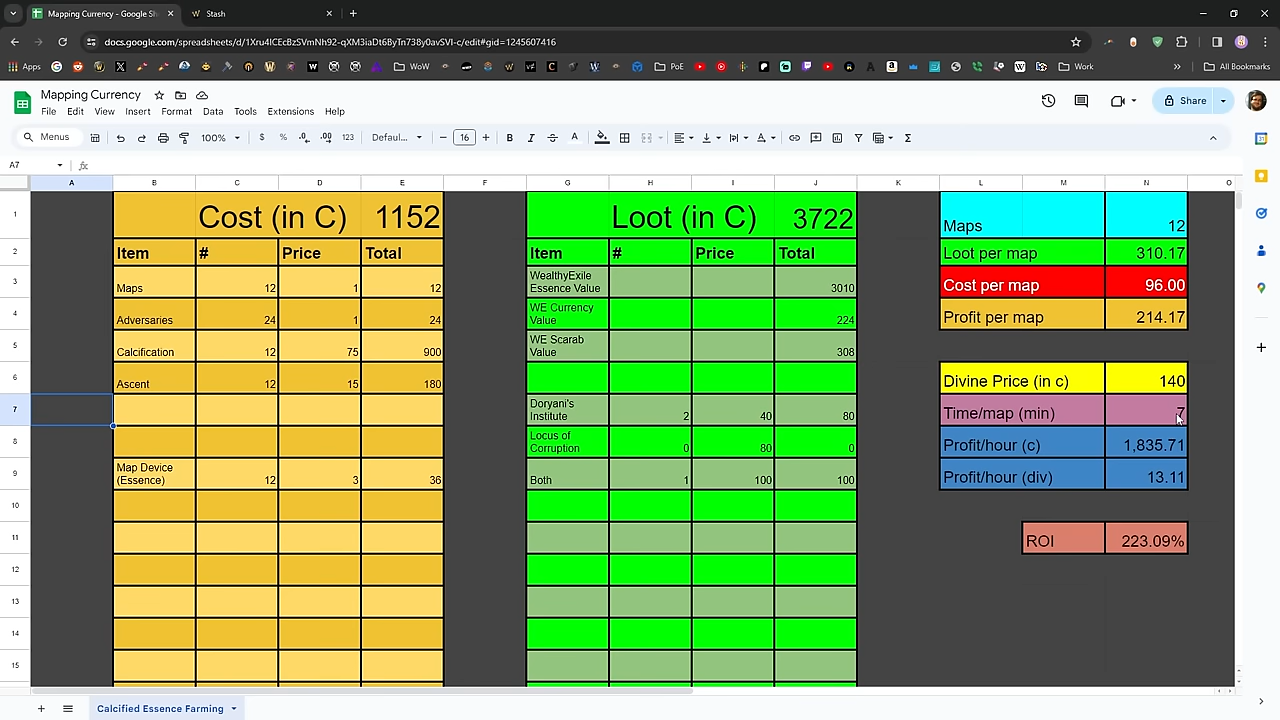 Mapping Currency - Google Sh
Stash
docs.google.com/spreadsheets/d/1Xru4ICEcBzSVmNh92-qXM3iaDt6ByTn738y0avSVI-c/edit#gid=1245607416
Apps
WoW
PoE
Work
All Bookmarks
Mapping Currency
File Edit View Insert Format Data Tools Extensions Help
Share
Menus 100% $ % .0 .00 123 Defaul... 16 B I A
A7 fx
A B C D E F G H I J K L M N O
1 Cost (in C) 1152 Loot (in C) 3722 Maps 12
2 Item # Price Total Item # Price Total Loot per map 310.17
3 Maps 12 1 12 WealthyExile Essence Value 3010 Cost per map 96.00
4 Adversaries 24 1 24 WE Currency Value 224 Profit per map 214.17
5 Calcification 12 75 900 WE Scarab Value 308
6 Ascent 12 15 180 Divine Price (in c) 140
7 Doryani's Institute 2 40 80 Time/map (min) 7
8 Locus of Corruption 0 80 0 Profit/hour (c) 1,835.71
9 Map Device (Essence) 12 3 36 Both 1 100 100 Profit/hour (div) 13.11
10
11 ROI 223.09%
12
13
14
15
Calcified Essence Farming